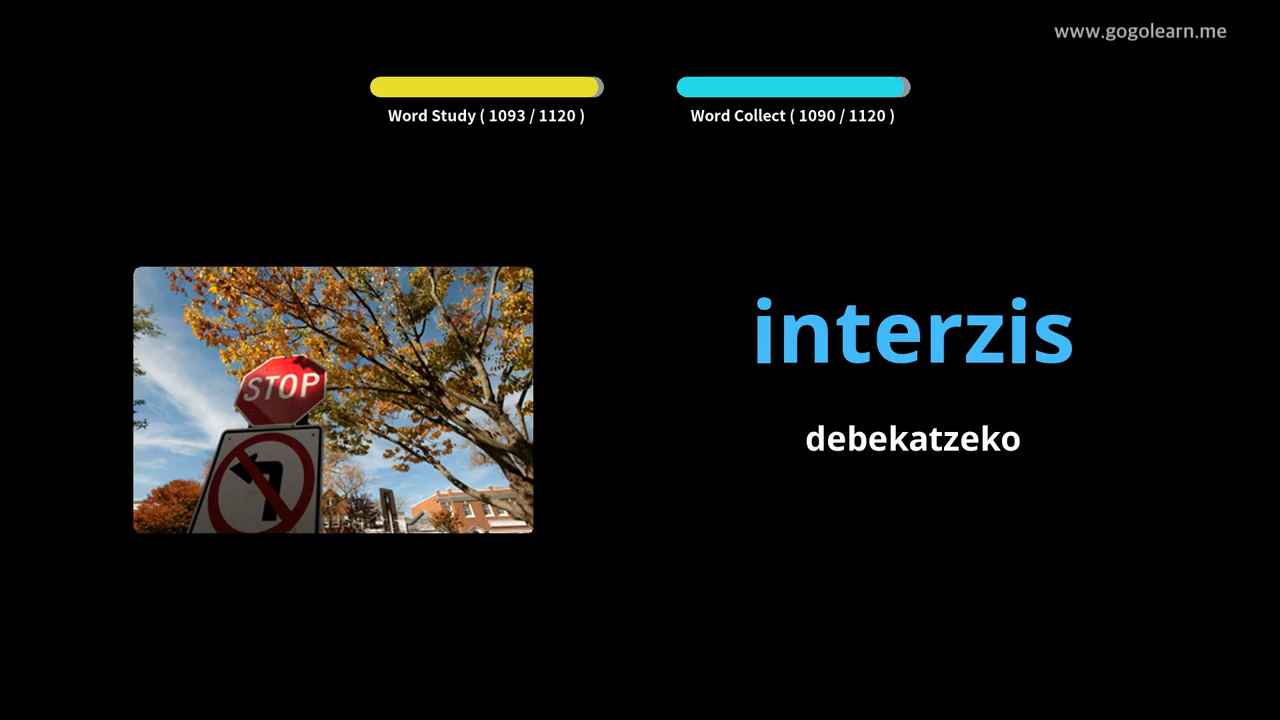 www.gogolearn.me
Word Study ( 1093 / 1120 )
Word Collect ( 1090 / 1120 )
STOP
interzis
debekatzeko